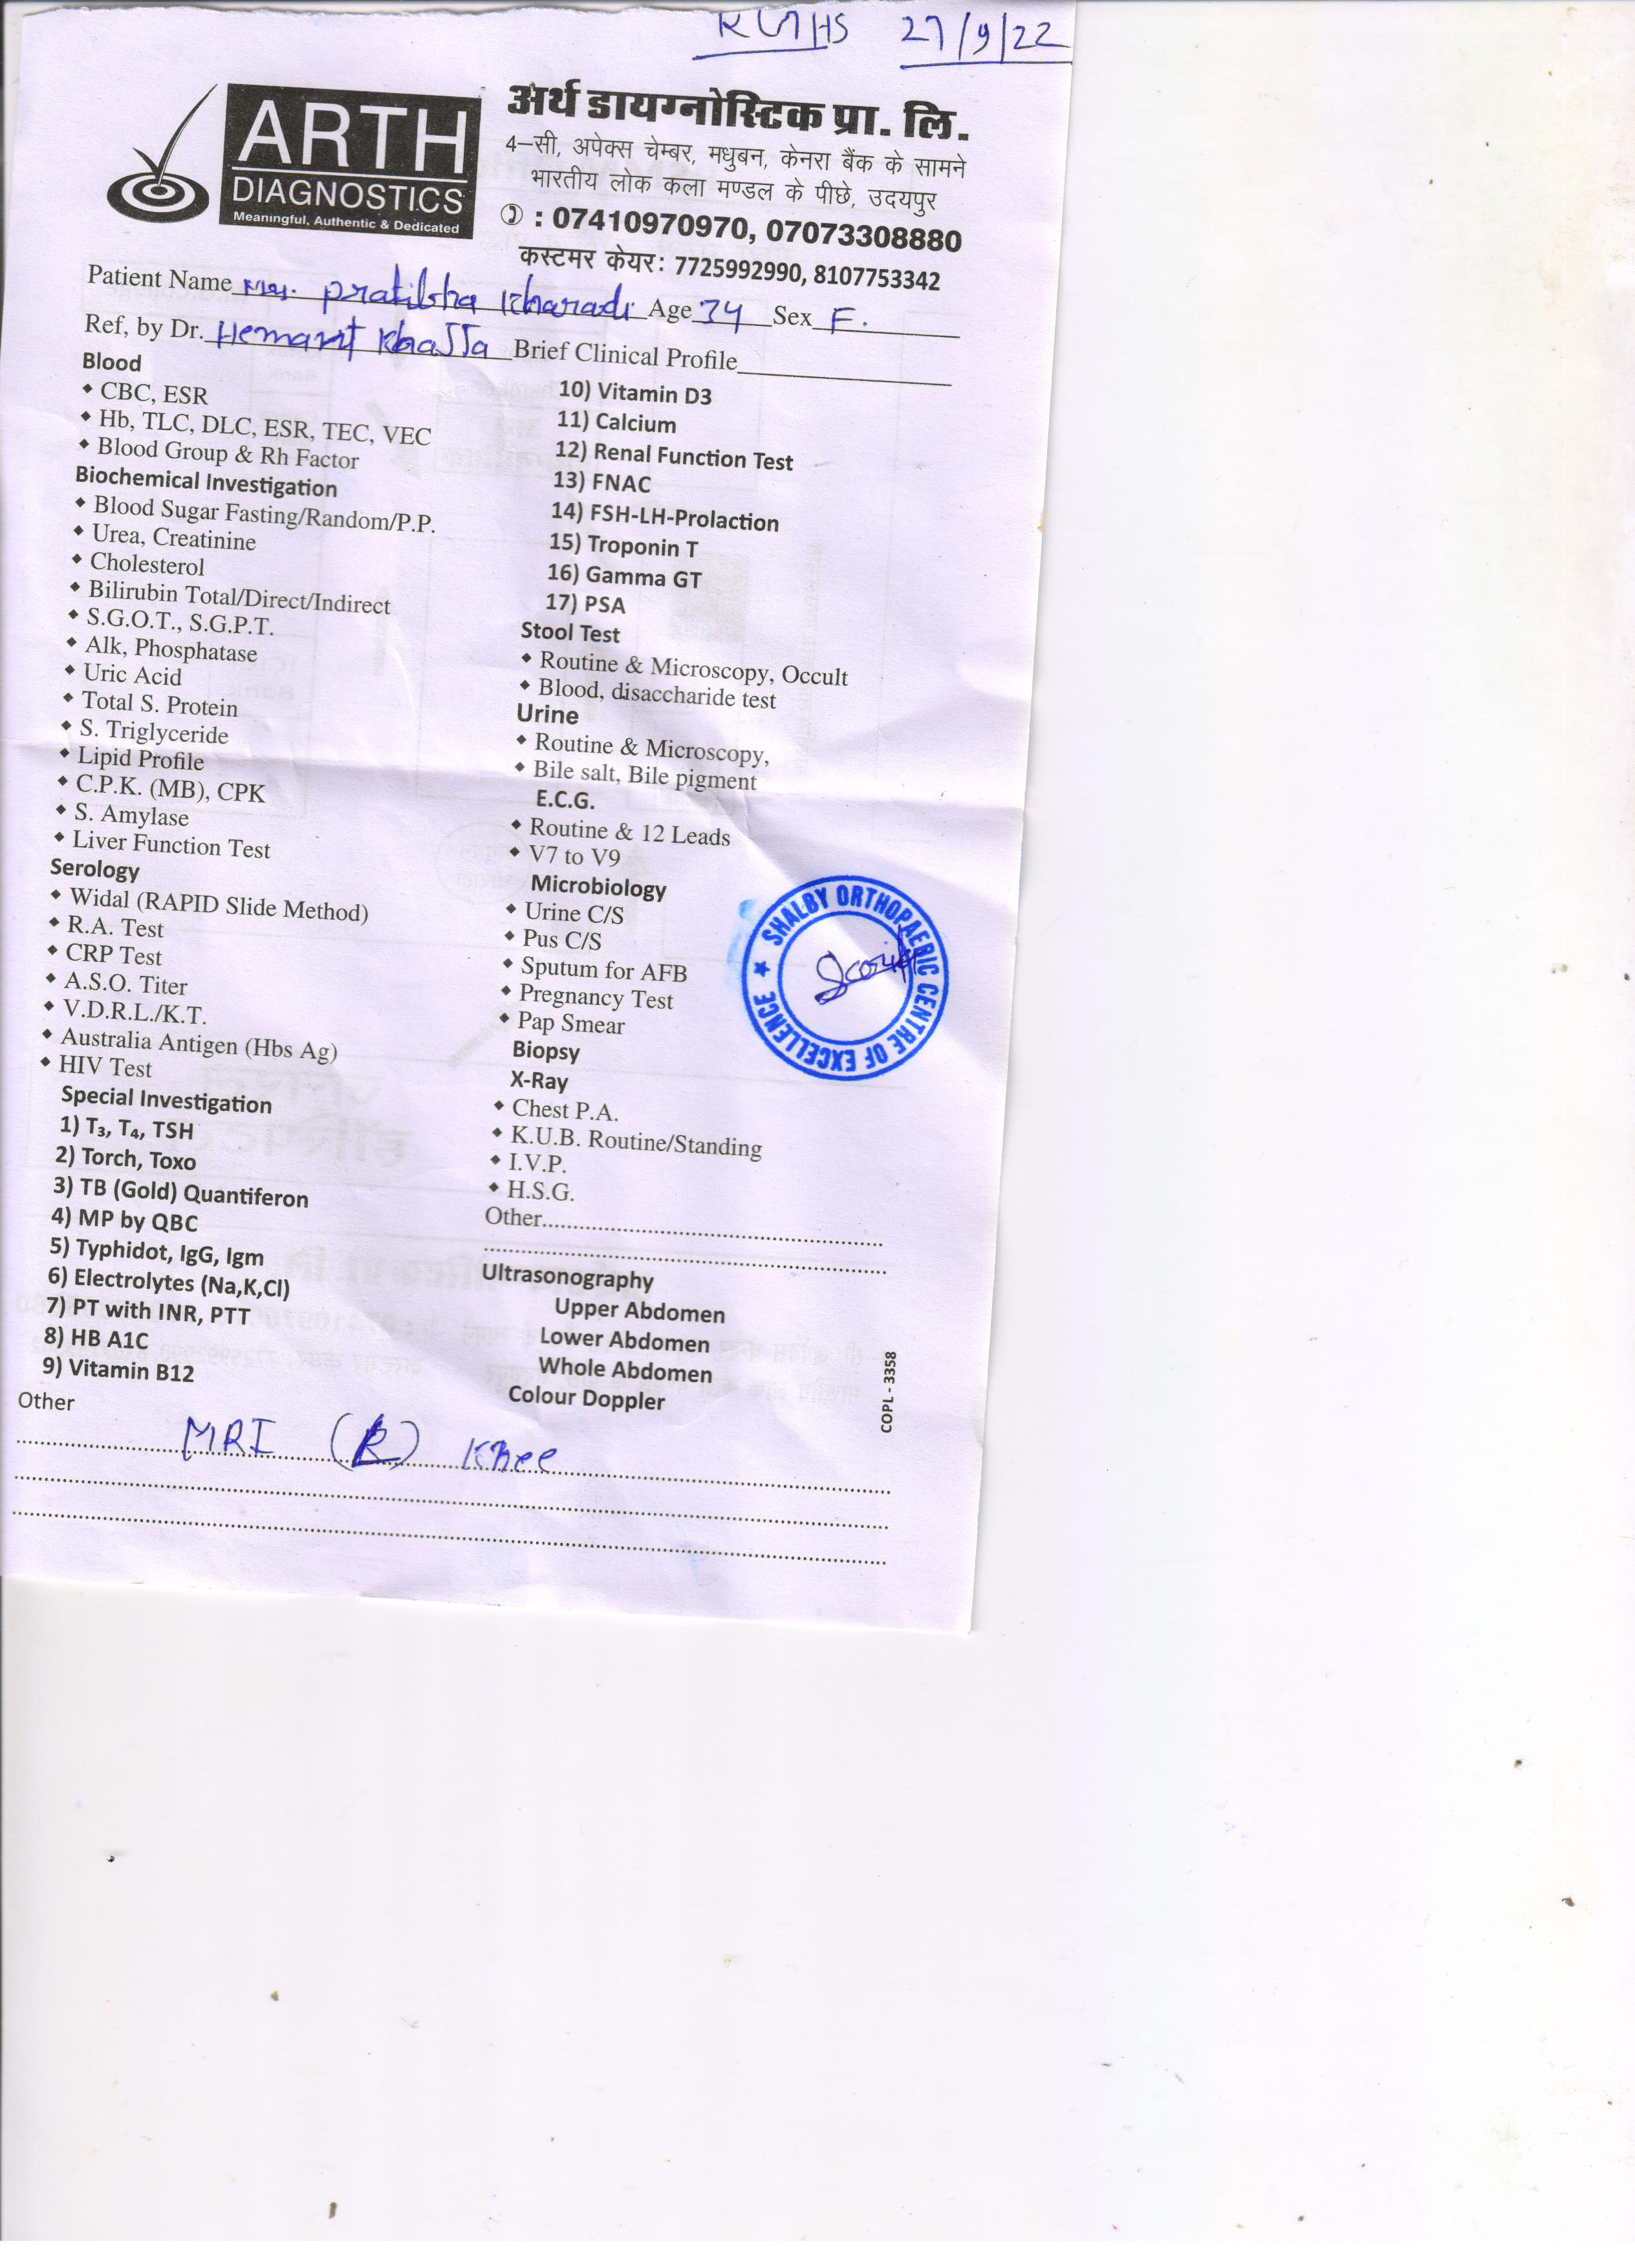 RGHS 27/9/22
ARTH
DIAGNOSTICS
Meaningful, Authentic & Dedicated
अर्थ डायग्नोस्टिक प्रा. लि.
4–सी, अपेक्स चेम्बर, मधुबन, केनरा बैंक के सामने
भारतीय लोक कला मण्डल के पीछे, उदयपुर
: 07410970970, 07073308880
कस्टमर केयर: 7725992990, 8107753342
Patient Name Mrs. Pratibha Kharadi Age 34 Sex F.
Ref, by Dr. Hemant Brief Clinical Profile
Blood
CBC, ESR
Hb, TLC, DLC, ESR, TEC, VEC
Blood Group & Rh Factor
Biochemical Investigation
Blood Sugar Fasting/Random/P.P.
Urea, Creatinine
Cholesterol
Bilirubin Total/Direct/Indirect
S.G.O.T., S.G.P.T.
Alk, Phosphatase
Uric Acid
Total S. Protein
S. Triglyceride
Lipid Profile
C.P.K. (MB), CPK
S. Amylase
Liver Function Test
Serology
Widal (RAPID Slide Method)
R.A. Test
CRP Test
A.S.O. Titer
V.D.R.L./K.T.
Australia Antigen (Hbs Ag)
HIV Test
Special Investigation
1) T₃, T₄, TSH
2) Torch, Toxo
3) TB (Gold) Quantiferon
4) MP by QBC
5) Typhidot, IgG, Igm
6) Electrolytes (Na,K,Cl)
7) PT with INR, PTT
8) HB A1C
9) Vitamin B12
10) Vitamin D3
11) Calcium
12) Renal Function Test
13) FNAC
14) FSH-LH-Prolaction
15) Troponin T
16) Gamma GT
17) PSA
Stool Test
Routine & Microscopy, Occult
Blood, disaccharide test
Urine
Routine & Microscopy,
Bile salt, Bile pigment
E.C.G.
Routine & 12 Leads
V7 to V9
Microbiology
Urine C/S
Pus C/S
Sputum for AFB
Pregnancy Test
Pap Smear
Biopsy
X-Ray
Chest P.A.
K.U.B. Routine/Standing
I.V.P.
H.S.G.
Other
Ultrasonography
Upper Abdomen
Lower Abdomen
Whole Abdomen
Colour Doppler
SHALBY ORTHOPAERIC CENTRE OF EXCELLENCE
COPL - 3358
Other
MRI (R) Knee